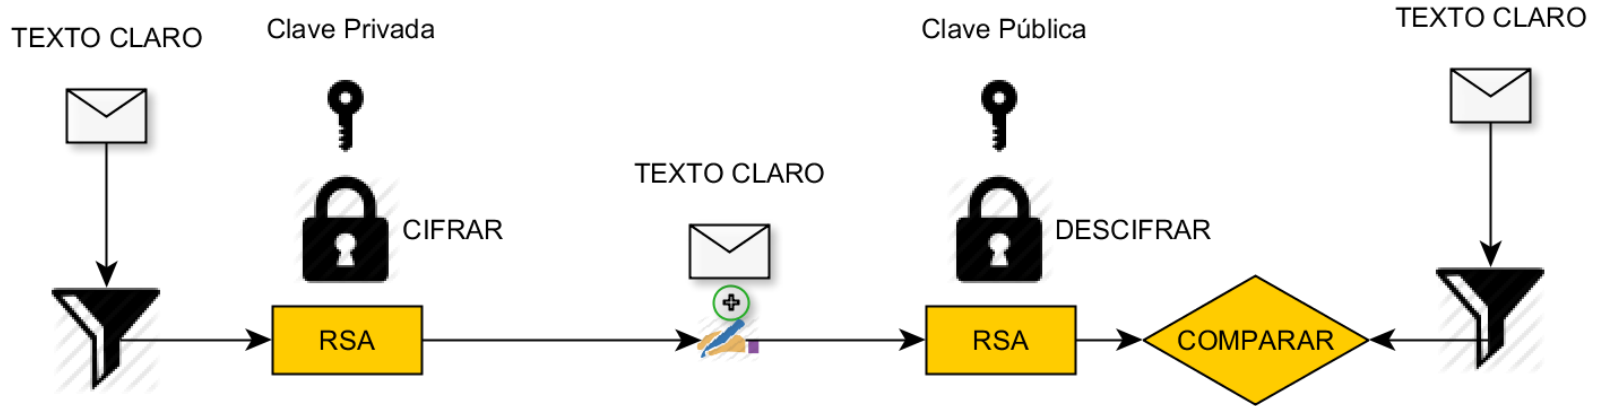 TEXTO CLARO
Clave Privada
CIFRAR
RSA
TEXTO CLARO
Clave Pública
DESCIFRAR
RSA
COMPARAR
TEXTO CLARO